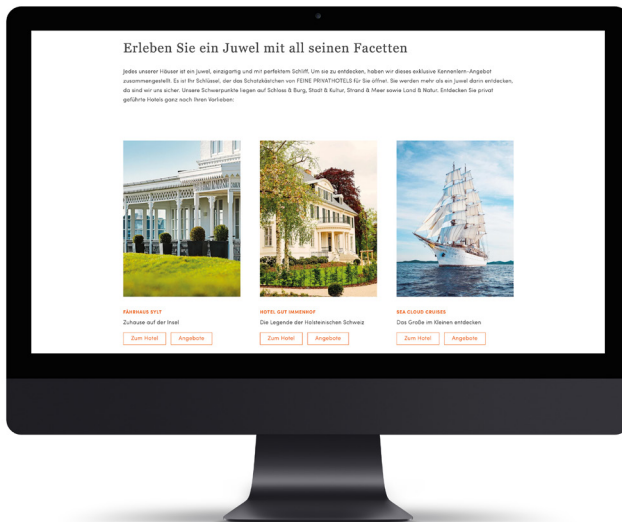 Erleben Sie ein Juwel mit all seinen Facetten
Jedes unserer Häuser ist ein Juwel, einzigartig und mit perfektem Schliff. Um sie zu entdecken, haben wir dieses exklusive Kennenlern-Angebot
zusammengestellt. Es ist Ihr Schlüssel, der das Schatzkästchen von FEINE PRIVATHOTELS für Sie öffnet. Sie werden mehr als ein Juwel darin entdecken,
da sind wir uns sicher. Unsere Schwerpunkte liegen auf Schloss & Burg, Stadt & Kultur, Strand & Meer sowie Land & Natur. Entdecken Sie privat
geführte Hotels ganz nach Ihren Vorlieben:
FÄHRHAUS SYLT
Zuhause auf der Insel
Zum Hotel Angebote
HOTEL GUT IMMENHOF
Die Legende der Holsteinischen Schweiz
Zum Hotel Angebote
SEA CLOUD CRUISES
Das Große im Kleinen entdecken
Zum Hotel Angebote